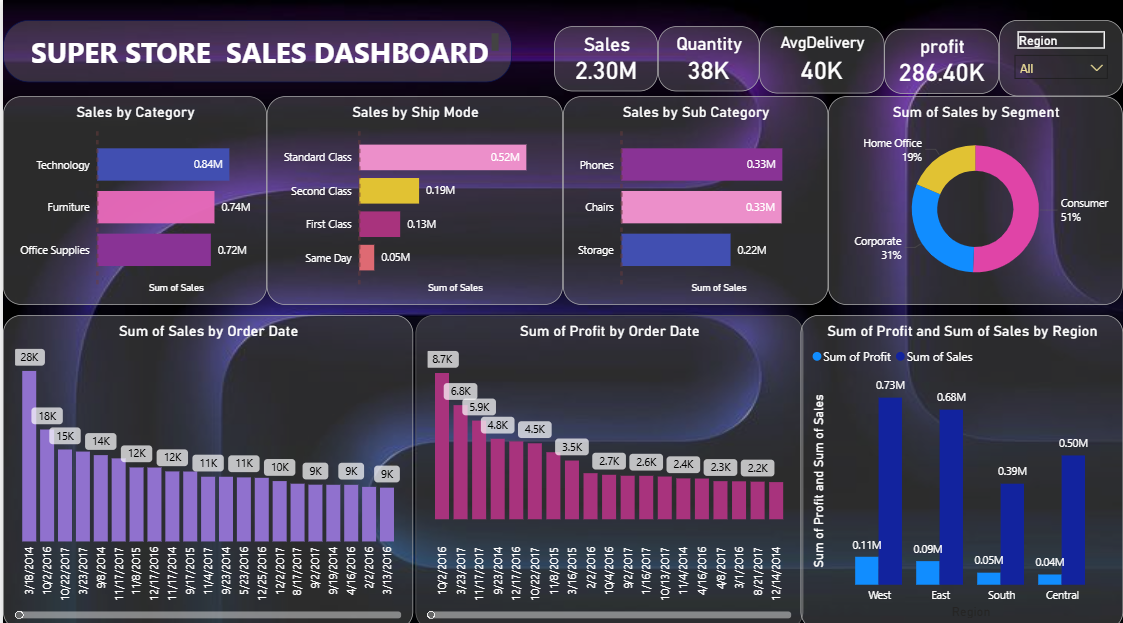 SUPER STORE SALES DASHBOARD
Sales
2.30M
Quantity
38K
AvgDelivery
40K
profit
286.40K
Region
All
Sales by Category
Technology
0.84M
Furniture
0.74M
Office Supplies
0.72M
Sum of Sales
Sales by Ship Mode
Standard Class
0.52M
Second Class
0.19M
First Class
0.13M
Same Day
0.05M
Sum of Sales
Sales by Sub Category
Phones
0.33M
Chairs
0.33M
Storage
0.22M
Sum of Sales
Sum of Sales by Segment
Home Office
19%
Consumer
51%
Corporate
31%
Sum of Sales by Order Date
28K
18K
15K
14K
12K
12K
11K
11K
10K
9K
9K
9K
3/18/2014
10/2/2016
10/22/2017
3/23/2017
9/8/2014
11/17/2017
11/8/2015
12/17/2016
11/17/2014
9/17/2015
11/4/2017
9/23/2014
5/23/2016
12/25/2016
12/2/2017
8/17/2017
9/2/2017
9/19/2014
4/16/2016
2/2/2016
3/13/2016
Sum of Profit by Order Date
8.7K
6.8K
5.9K
4.8K
4.5K
3.5K
2.7K
2.6K
2.4K
2.3K
2.2K
10/2/2016
3/23/2017
11/17/2017
9/23/2014
12/17/2016
10/22/2017
11/8/2015
3/16/2015
2/2/2016
10/4/2016
9/2/2017
1/16/2017
10/13/2017
11/4/2014
4/16/2016
4/8/2017
3/1/2016
8/21/2017
12/14/2014
Sum of Profit and Sum of Sales by Region
Sum of Profit Sum of Sales
Sum of Profit and Sum of Sales
0.11M
0.73M
0.09M
0.68M
0.05M
0.39M
0.04M
0.50M
West
East
South
Central
Region